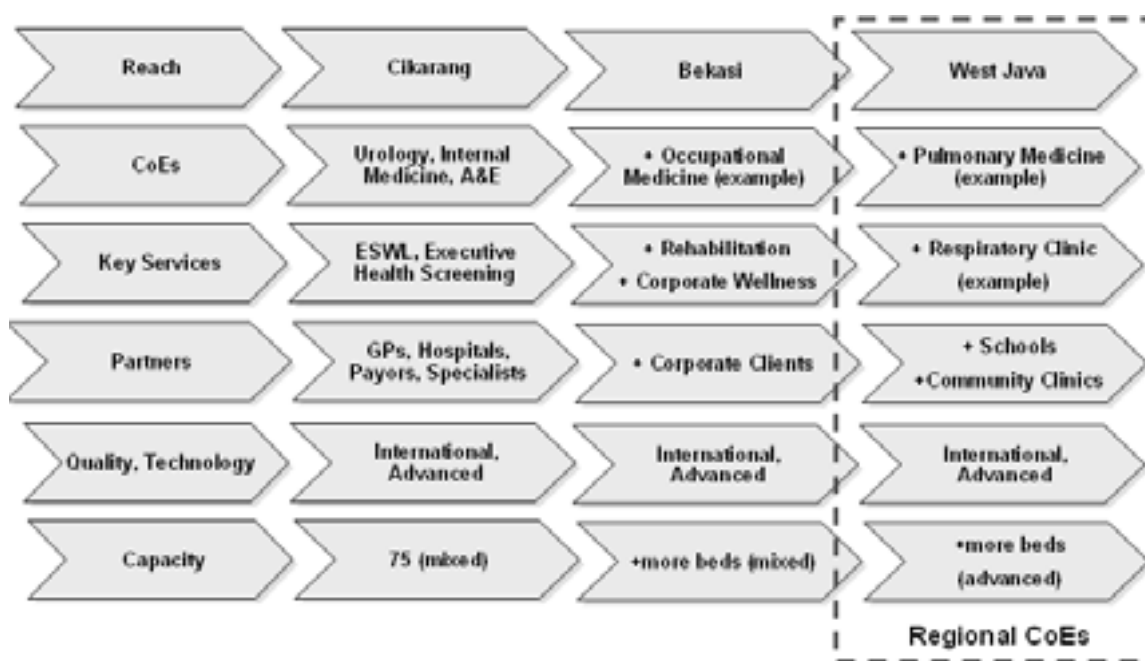 Reach
Cikarang
Bekasi
West Java
CoEs
Urology, Internal
Medicine, A&E
+ Occupational
Medicine (example)
+ Pulmonary Medicine
(example)
Key Services
ESWL, Executive
Health Screening
+ Rehabilitation
+ Corporate Wellness
+ Respiratory Clinic
(example)
Partners
GPs, Hospitals,
Payors, Specialists
+ Corporate Clients
+ Schools
+Community Clinics
Quality, Technology
International,
Advanced
International,
Advanced
International,
Advanced
Capacity
75 (mixed)
+more beds (mixed)
+more beds
(advanced)
Regional CoEs